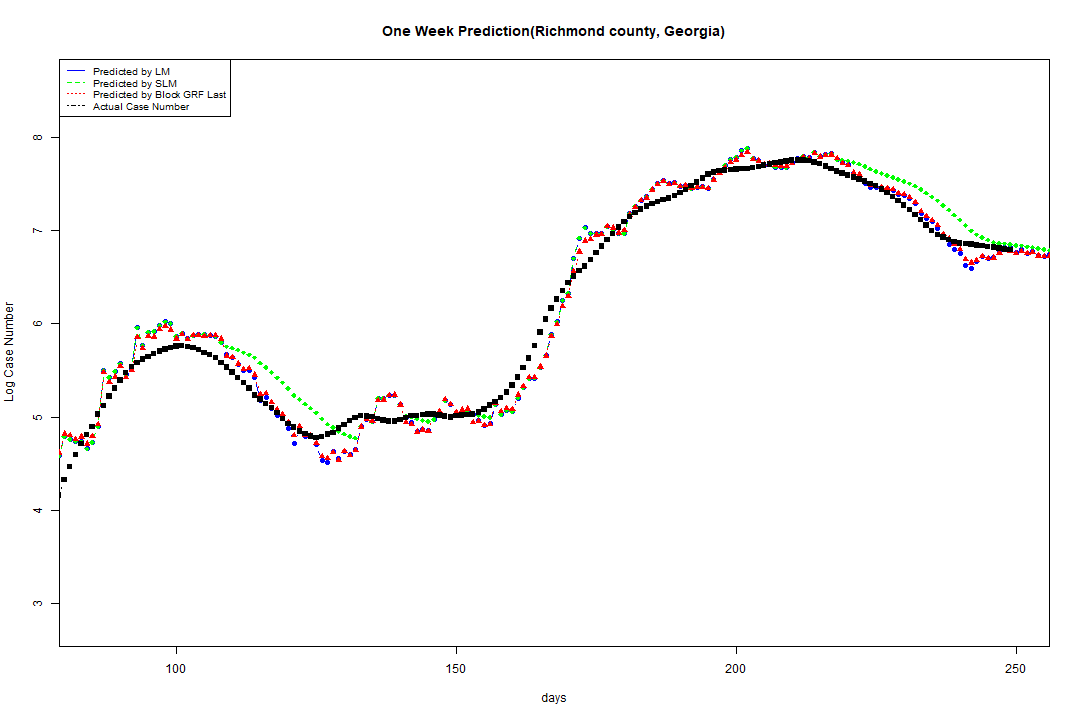 One Week Prediction(Richmond county, Georgia)
Predicted by LM
Predicted by SLM
Predicted by Block GRF Last
Actual Case Number
8
7
6
5
4
3
Log Case Number
100 150 200 250
days